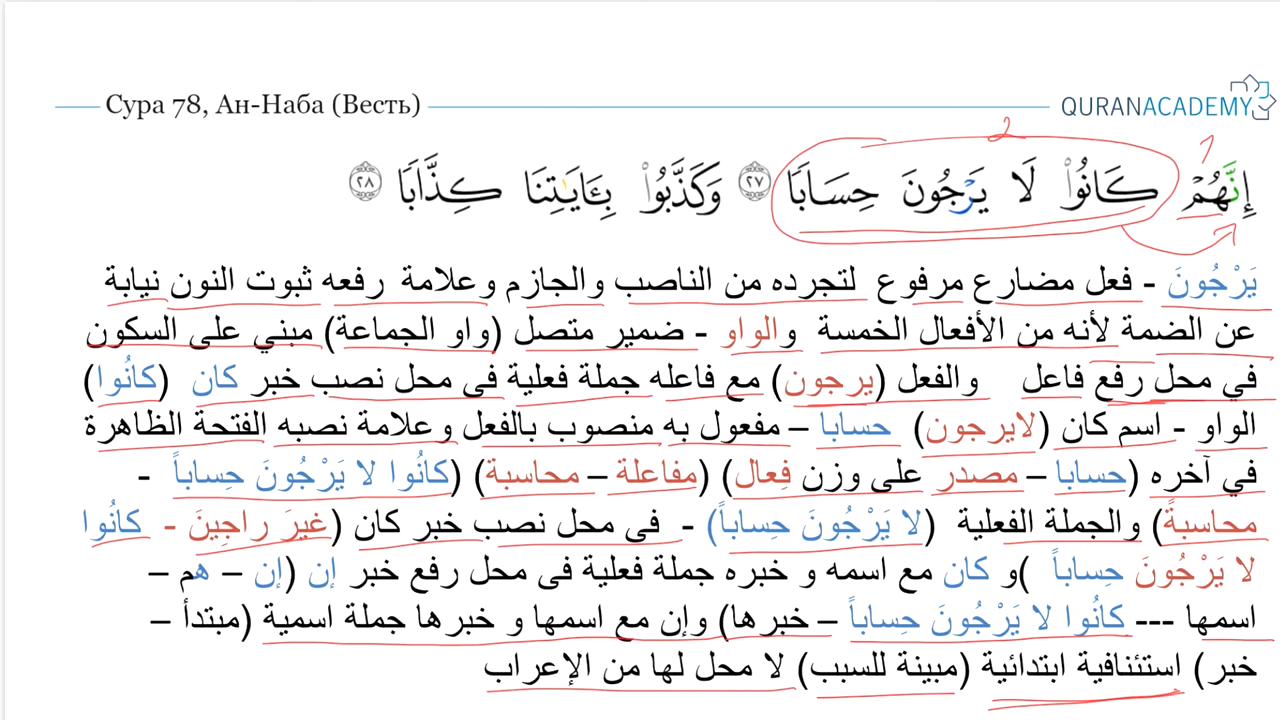 Сура 78, Ан-Наба (Весть)
QURANACADEMY
2 1
إِنَّهُمۡ كَانُواْ لَا يَرۡجُونَ حِسَابٗا ٢٧ وَكَذَّبُواْ بِـَٔايَٰتِنَا كِذَّابٗا ٢٨
يَرْجُونَ - فعل مضارع مرفوع لتجرده من الناصب والجازم وعلامة رفعه ثبوت النون نيابة
عن الضمة لأنه من الأفعال الخمسة والواو - ضمير متصل (واو الجماعة) مبني على السكون
في محل رفع فاعل والفعل (يرجون) مع فاعله جملة فعلية فى محل نصب خبر كان (كانُوا)
الواو - اسم كان (لايرجون) حسابا – مفعول به منصوب بالفعل وعلامة نصبه الفتحة الظاهرة
في آخره (حسابا – مصدر على وزن فِعال) (مفاعلة – محاسبة) (كانُوا لا يَرْجُونَ حِساباً -
محاسبةً) والجملة الفعلية (لا يَرْجُونَ حِساباً) - فى محل نصب خبر كان (غيرَ راجِينَ - كانُوا
لا يَرْجُونَ حِساباً )و كان مع اسمه و خبره جملة فعلية فى محل رفع خبر إن (إن – هم –
اسمها --- كانُوا لا يَرْجُونَ حِساباً – خبرها) وإن مع اسمها و خبرها جملة اسمية (مبتدأ –
خبر) استئنافية ابتدائية (مبينة للسبب) لا محل لها من الإعراب